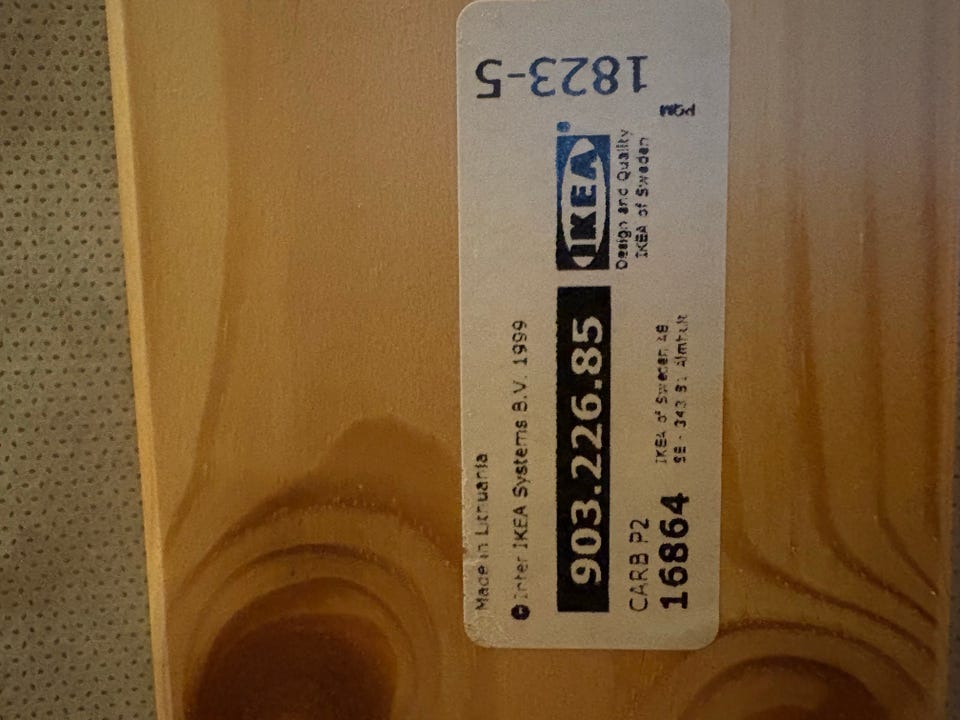 Made in Lithuania
© Inter IKEA Systems B.V. 1999
903.226.85
IKEA®
Design and Quality
IKEA of Sweden
CARB P2
16864
IKEA of Sweden AB
SE - 343 81 Älmhult
1823-5